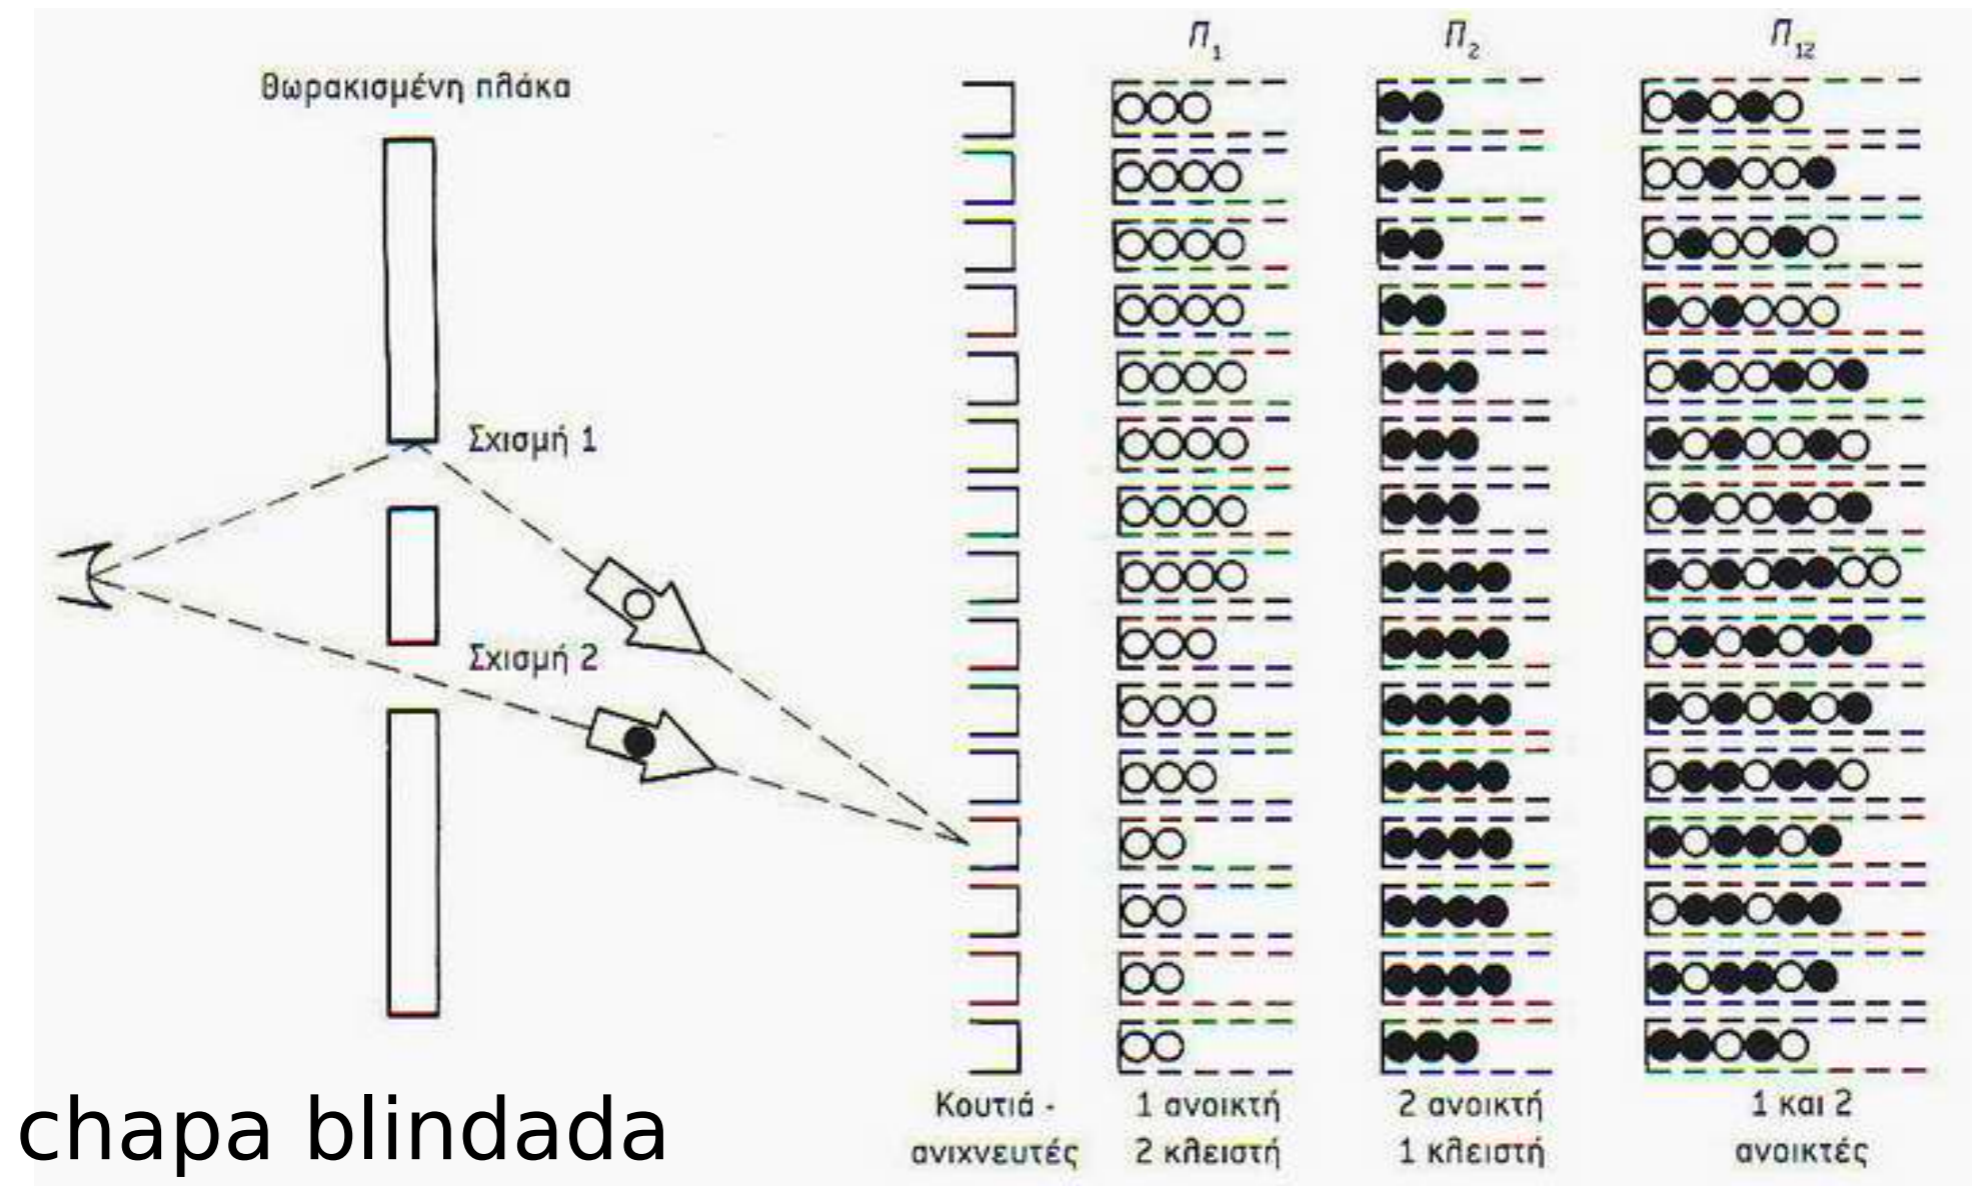 Π₁ Π₂ Π₁₂
θωρακισμένη πλάκα
Σχισμή 1
Σχισμή 2
Κουτιά -
ανιχνευτές
1 ανοικτή
2 κλειστή
2 ανοικτή
1 κλειστή
1 και 2
ανοικτές
chapa blindada